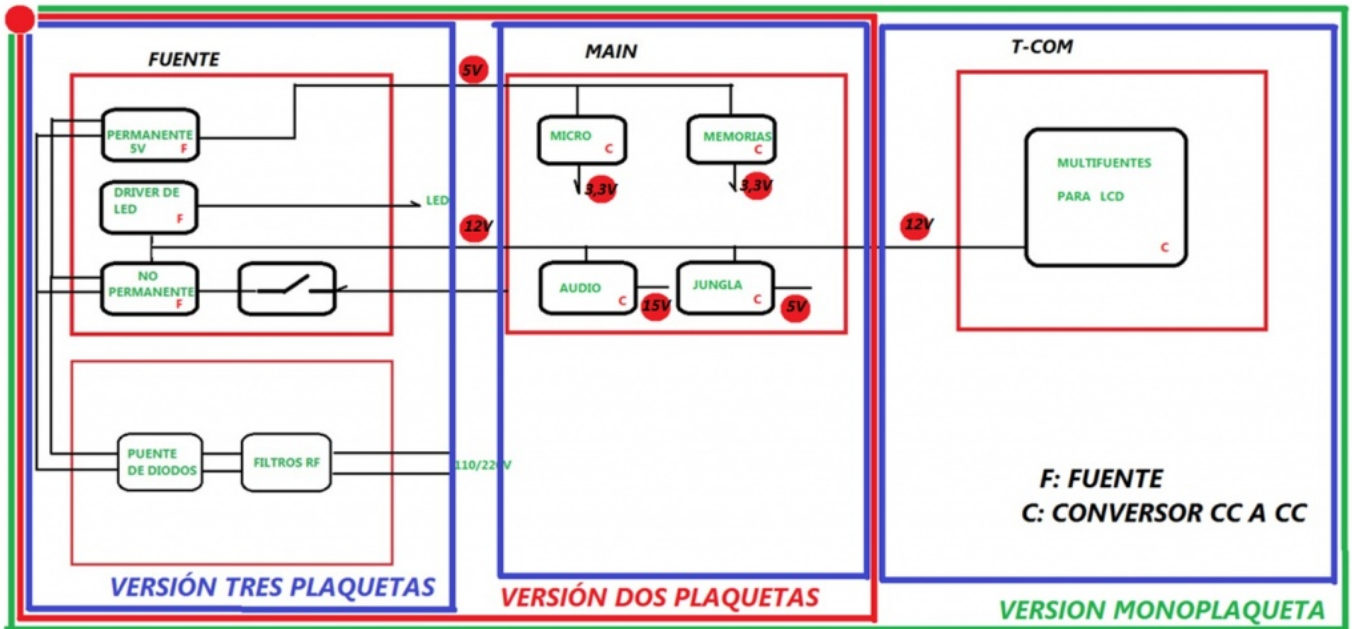 FUENTE
MAIN
T-COM
5V
PERMANENTE
5V
F
MICRO
C
MEMORIAS
C
MULTIFUENTES
PARA LCD
C
3,3V
3,3V
DRIVER DE
LED
F
LED
12V
12V
NO
PERMANENTE
F
AUDIO
C
15V
JUNGLA
C
5V
PUENTE
DE DIODOS
FILTROS RF
110/220V
F: FUENTE
C: CONVERSOR CC A CC
VERSIÓN TRES PLAQUETAS
VERSIÓN DOS PLAQUETAS
VERSION MONOPLAQUETA